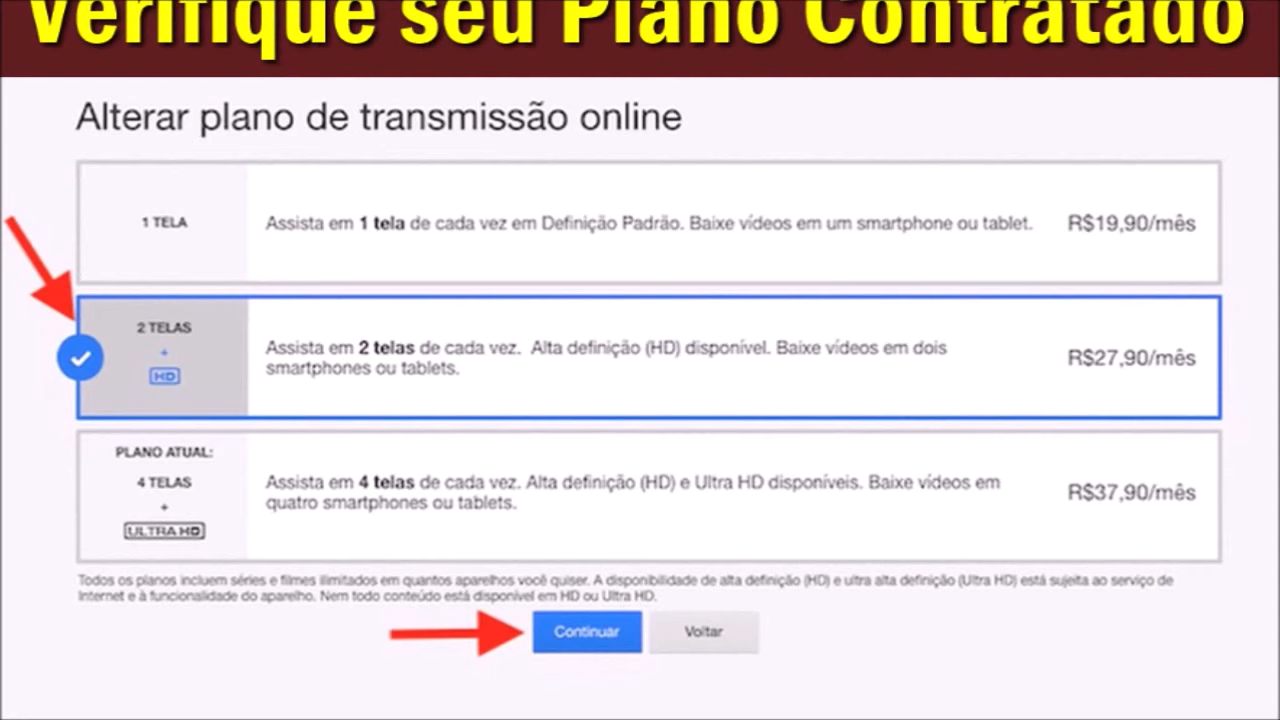 Verifique seu Plano Contratado
Alterar plano de transmissão online
1 TELA
Assista em 1 tela de cada vez em Definição Padrão. Baixe vídeos em um smartphone ou tablet.
R$19,90/mês
2 TELAS
+
HD
Assista em 2 telas de cada vez. Alta definição (HD) disponível. Baixe vídeos em dois
smartphones ou tablets.
R$27,90/mês
PLANO ATUAL:
4 TELAS
+
ULTRA HD
Assista em 4 telas de cada vez. Alta definição (HD) e Ultra HD disponíveis. Baixe vídeos em
quatro smartphones ou tablets.
R$37,90/mês
Todos os planos incluem séries e filmes ilimitados em quantos aparelhos você quiser. A disponibilidade de alta definição (HD) e ultra alta definição (Ultra HD) está sujeita ao serviço de
Internet e à funcionalidade do aparelho. Nem todo conteúdo está disponível em HD ou Ultra HD.
Continuar
Voltar